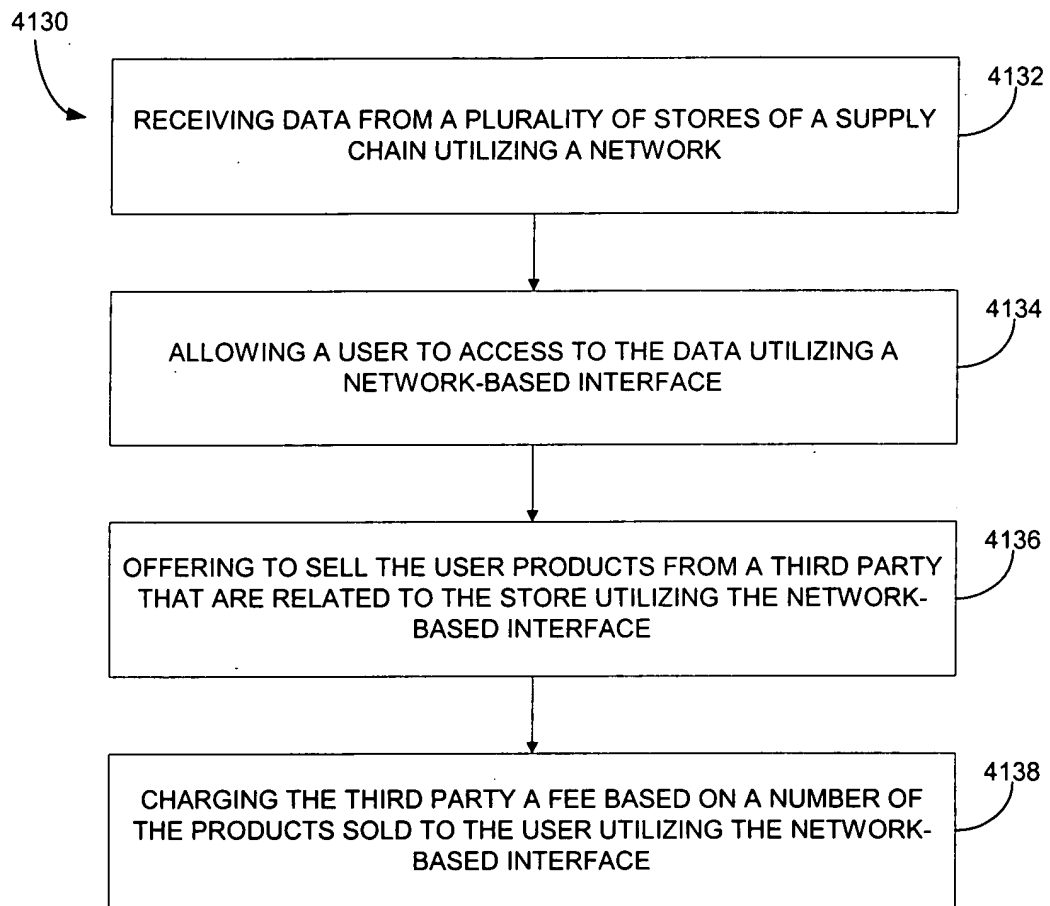 4130
4132
RECEIVING DATA FROM A PLURALITY OF STORES OF A SUPPLY
CHAIN UTILIZING A NETWORK
4134
ALLOWING A USER TO ACCESS TO THE DATA UTILIZING A
NETWORK-BASED INTERFACE
4136
OFFERING TO SELL THE USER PRODUCTS FROM A THIRD PARTY
THAT ARE RELATED TO THE STORE UTILIZING THE NETWORK-
BASED INTERFACE
4138
CHARGING THE THIRD PARTY A FEE BASED ON A NUMBER OF
THE PRODUCTS SOLD TO THE USER UTILIZING THE NETWORK-
BASED INTERFACE